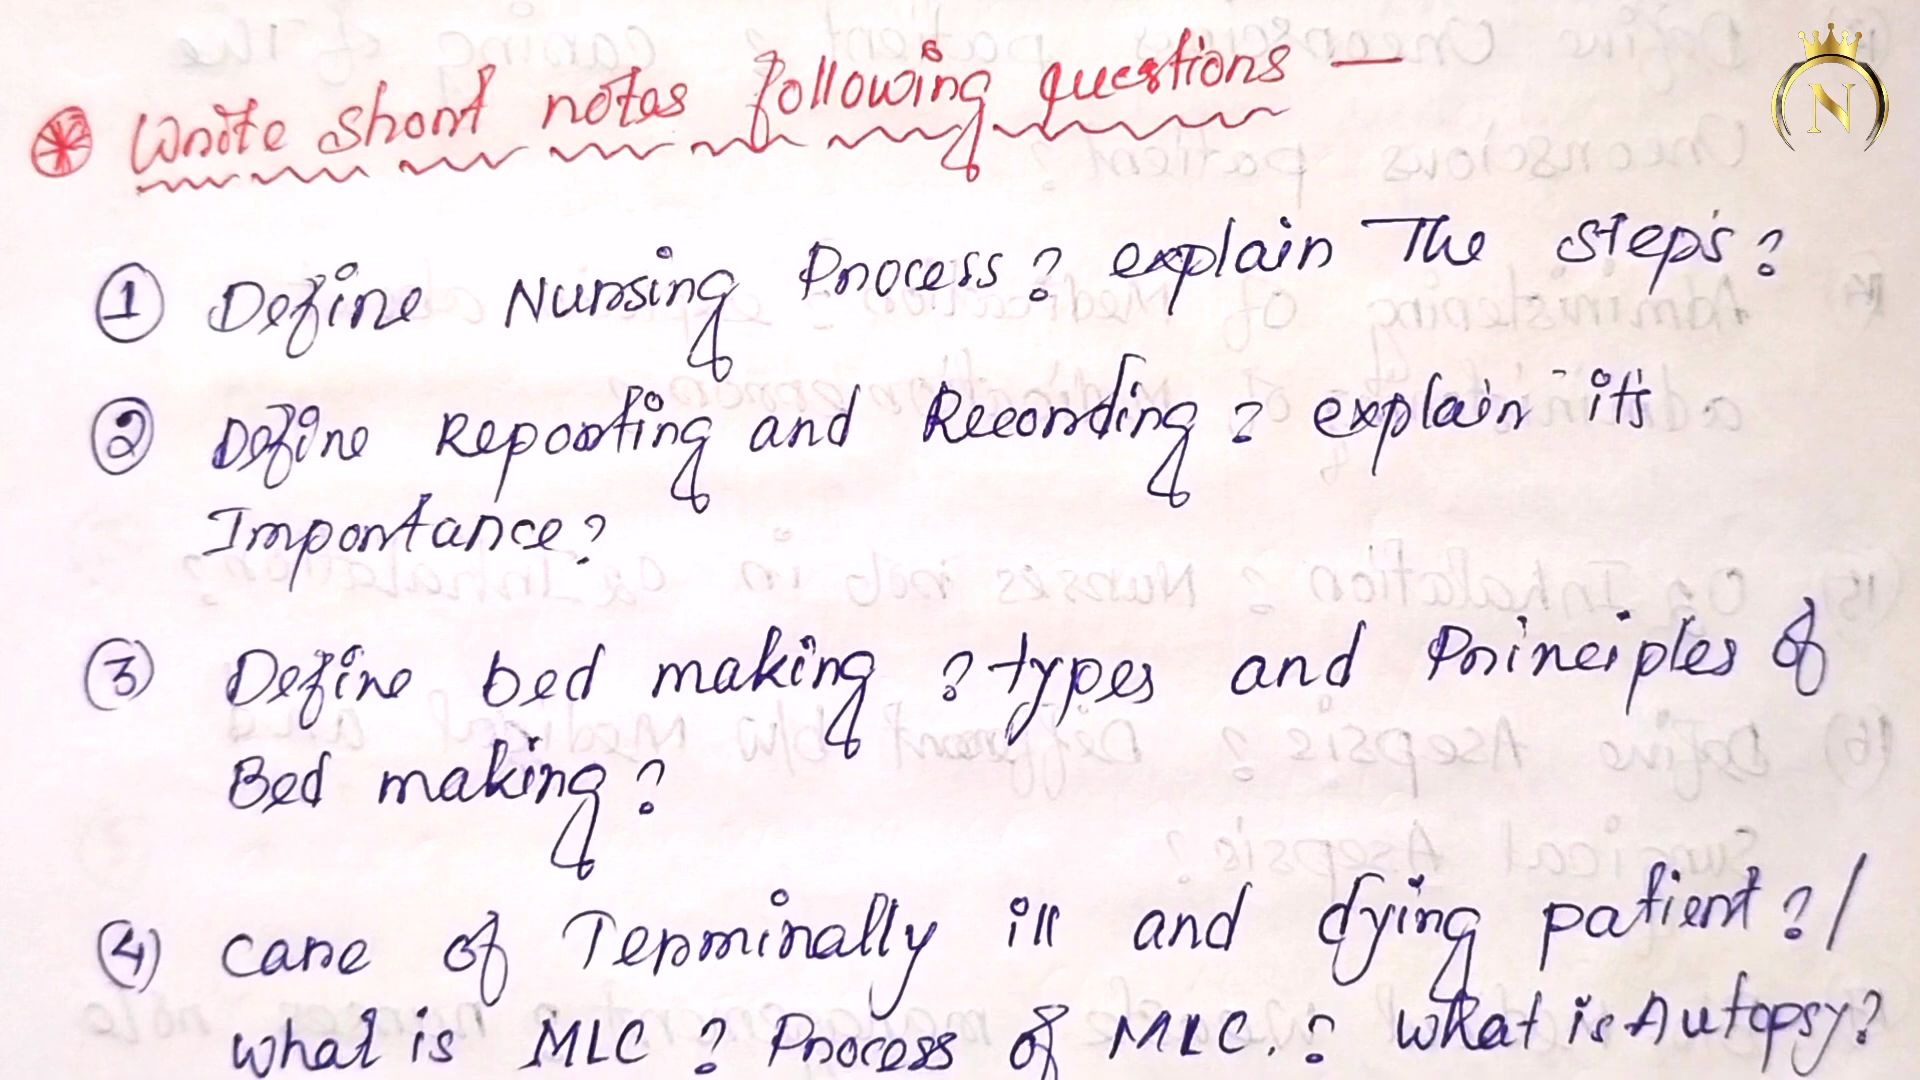 Write short notes following questions —
① Define Nursing Process? explain The steps?
② Define Reporting and Recording? explain it's
Importance?
③ Define bed making? types and Principles of
Bed making?
④ care of Terminally ill and dying patient?/
what is MLC? Process of MLC.? what is Autopsy?
N